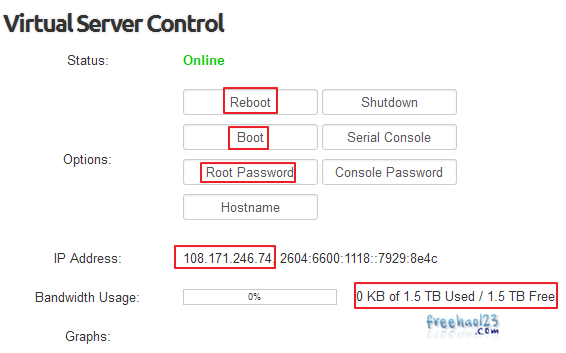 Virtual Server Control
Status: Online
Reboot Shutdown
Boot Serial Console
Options:
Root Password Console Password
Hostname
IP Address: 108.171.246.74, 2604:6600:1118::7929:8e4c
Bandwidth Usage: 0% 0 KB of 1.5 TB Used / 1.5 TB Free
freehao123
.com
Graphs: